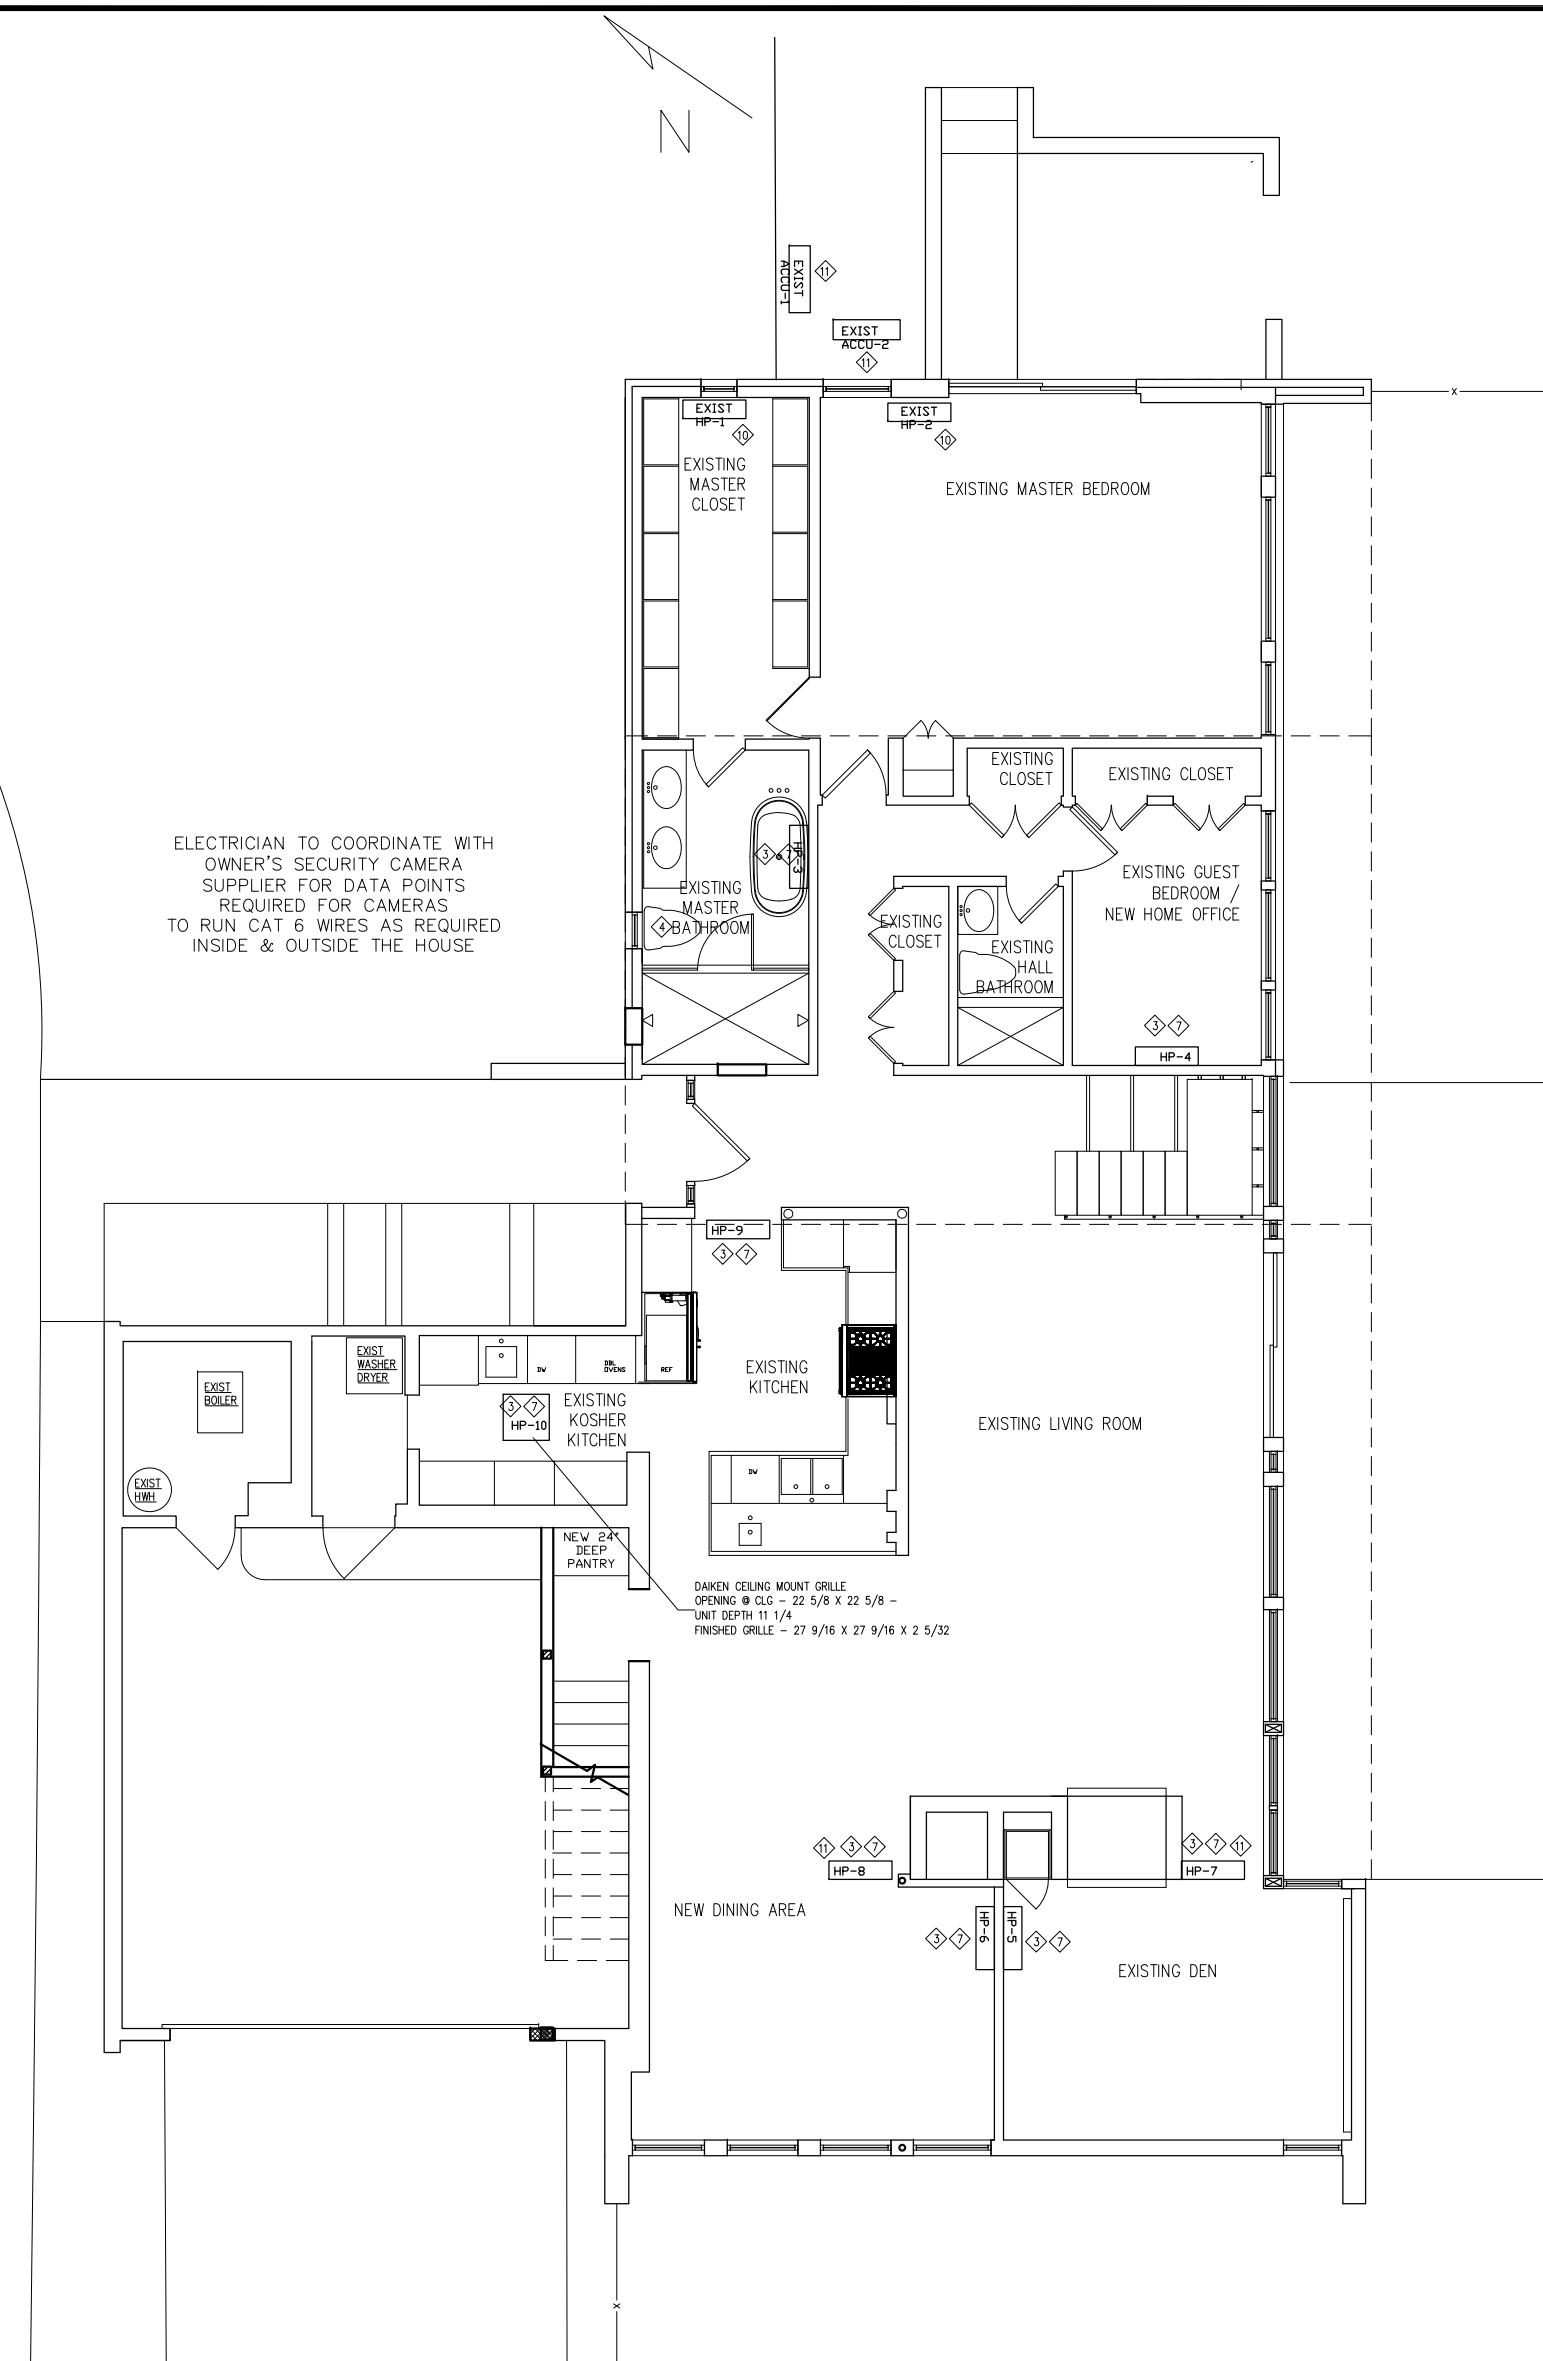 N
EXIST
ACCU-1
11
EXIST
ACCU-2
11
X
EXIST
HP-1
10
EXIST
HP-2
10
EXISTING
MASTER
CLOSET
EXISTING MASTER BEDROOM
EXISTING
CLOSET
EXISTING CLOSET
ELECTRICIAN TO COORDINATE WITH
OWNER'S SECURITY CAMERA
SUPPLIER FOR DATA POINTS
REQUIRED FOR CAMERAS
TO RUN CAT 6 WIRES AS REQUIRED
INSIDE & OUTSIDE THE HOUSE
3 7
HP-3
EXISTING
MASTER
BATHROOM
4
EXISTING
CLOSET
EXISTING
HALL
BATHROOM
EXISTING GUEST
BEDROOM /
NEW HOME OFFICE
3 7
HP-4
HP-9
3 7
EXIST
BOILER
EXIST
WASHER
DRYER
EXIST
HWH
DW
DBL
OVENS
REF
3 7
HP-10
EXISTING
KOSHER
KITCHEN
EXISTING
KITCHEN
DW
EXISTING LIVING ROOM
NEW 24"
DEEP
PANTRY
DAIKEN CEILING MOUNT GRILLE
OPENING @ CLG - 22 5/8 X 22 5/8 -
UNIT DEPTH 11 1/4
FINISHED GRILLE - 27 9/16 X 27 9/16 X 2 5/32
11 3 7
HP-8
3 7 11
HP-7
NEW DINING AREA
3 7
HP-6
HP-5
3 7
EXISTING DEN
X